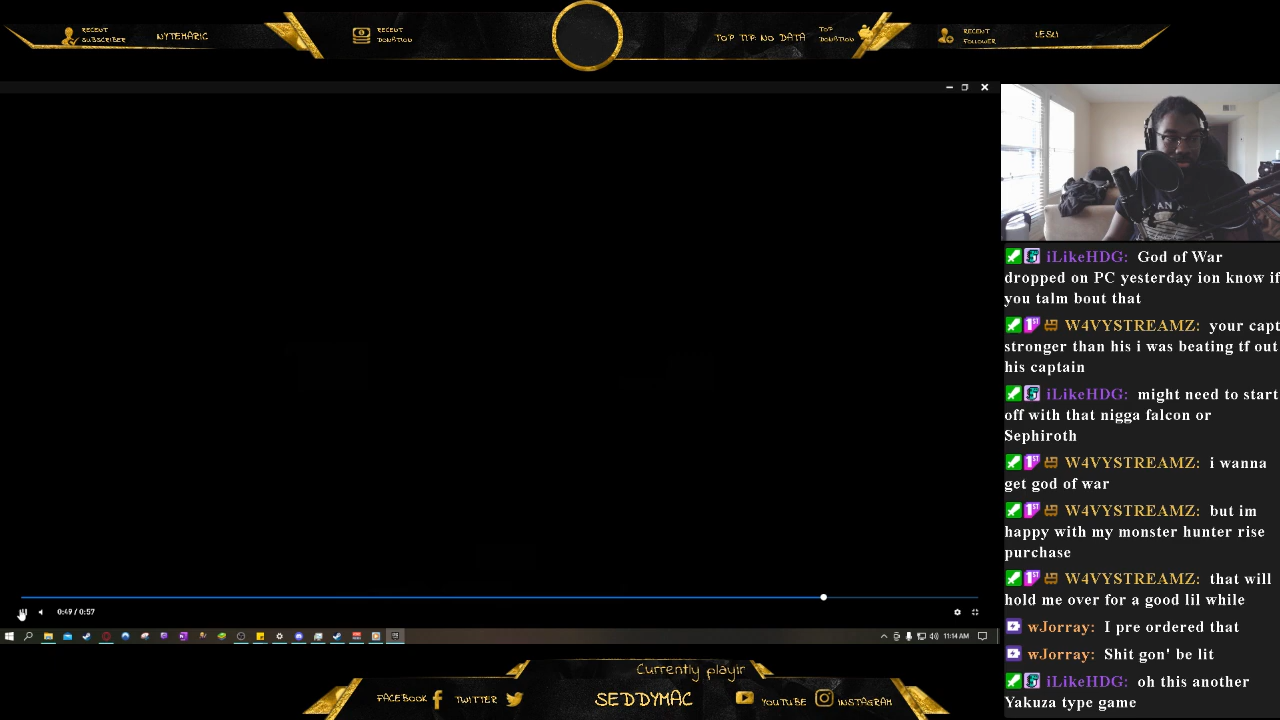 RECENT SUBSCRIBER
NYTEMARIC
RECENT DONATION
TOP TIP NO DATA
TOP DONATION
RECENT FOLLOWER
iLikeHDG: God of War
dropped on PC yesterday ion know if
you talm bout that
W4VYSTREAMZ: your capt
stronger than his i was beating tf out
his captain
iLikeHDG: might need to start
off with that nigga falcon or
Sephiroth
W4VYSTREAMZ: i wanna
get god of war
W4VYSTREAMZ: but im
happy with my monster hunter rise
purchase
W4VYSTREAMZ: that will
hold me over for a good lil while
wJorray: I pre ordered that
wJorray: Shit gon' be lit
iLikeHDG: oh this another
Yakuza type game
0:49 / 0:57
11:14 AM
Currently playir
FACEBOOK
TWITTER
SEDDYMAC
YOUTUBE
INSTAGRAM